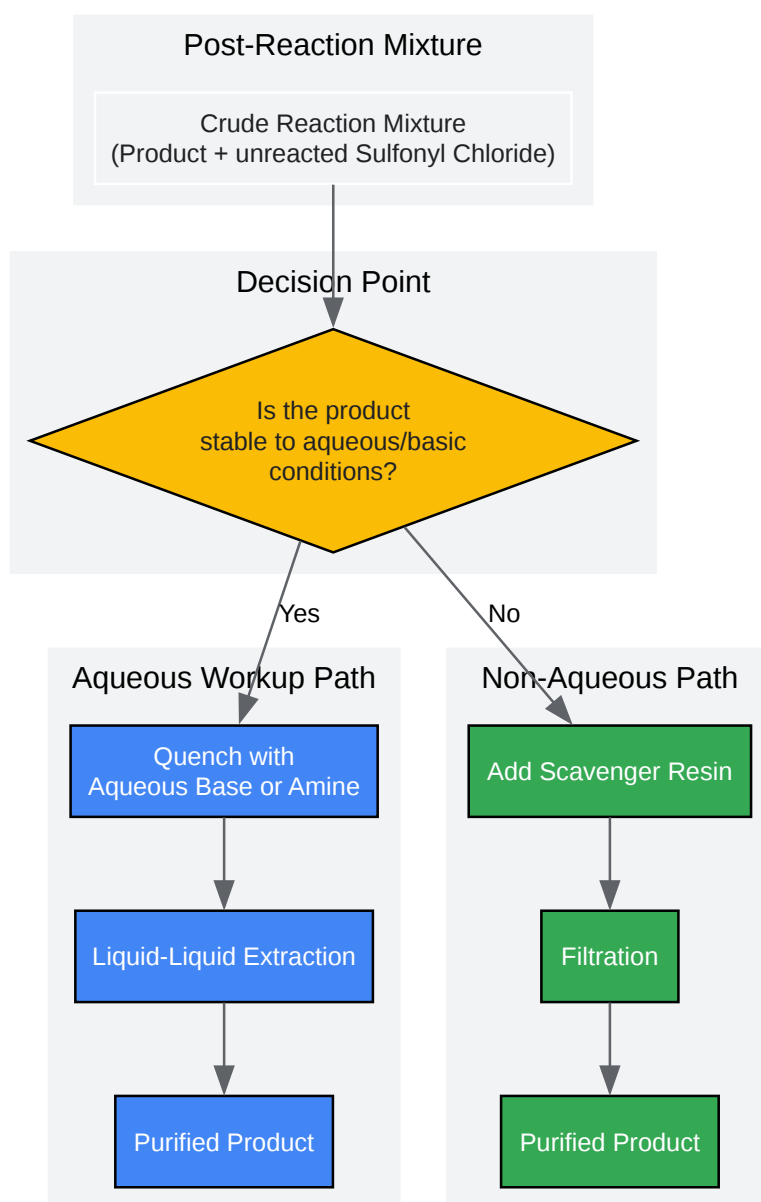 Post-Reaction Mixture
Crude Reaction Mixture
(Product + unreacted Sulfonyl Chloride)
Decision Point
Is the product
stable to aqueous/basic
conditions?
Yes
No
Aqueous Workup Path
Quench with
Aqueous Base or Amine
Liquid-Liquid Extraction
Purified Product
Non-Aqueous Path
Add Scavenger Resin
Filtration
Purified Product